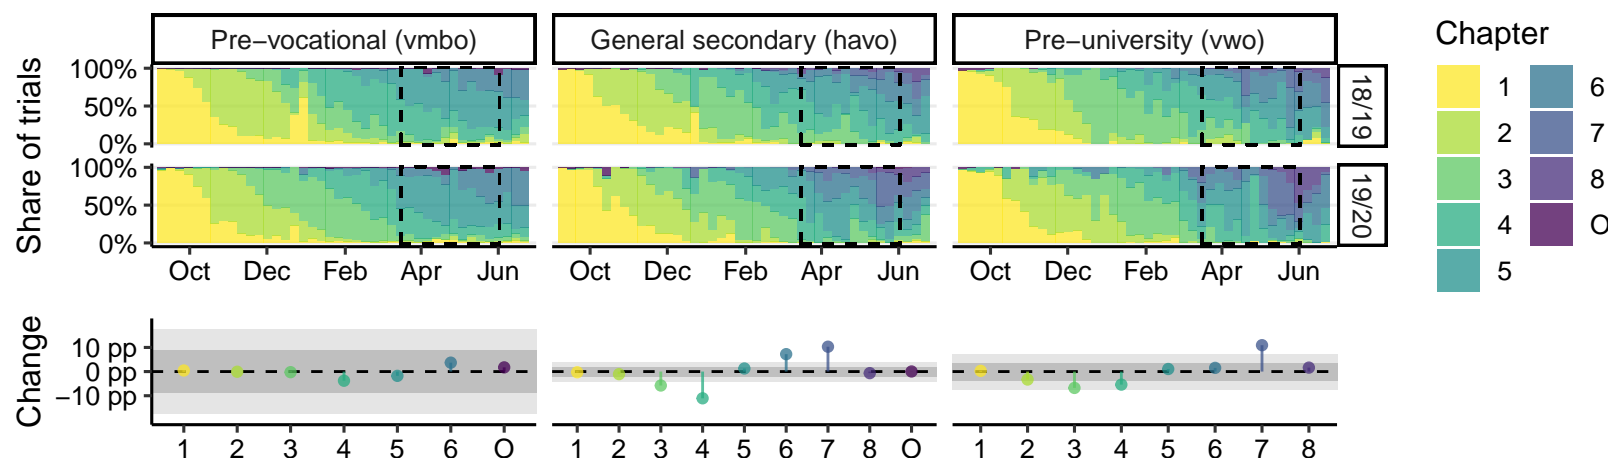 Pre−vocational (vmbo)
General secondary (havo)
Pre−university (vwo)
Share of trials
100%
50%
0%
18/19
100%
50%
0%
19/20
Oct Dec Feb Apr Jun
Oct Dec Feb Apr Jun
Oct Dec Feb Apr Jun
Change
10 pp
0 pp
−10 pp
1 2 3 4 5 6 O
1 2 3 4 5 6 7 8 O
1 2 3 4 5 6 7 8
Chapter
1 6
2 7
3 8
4 O
5